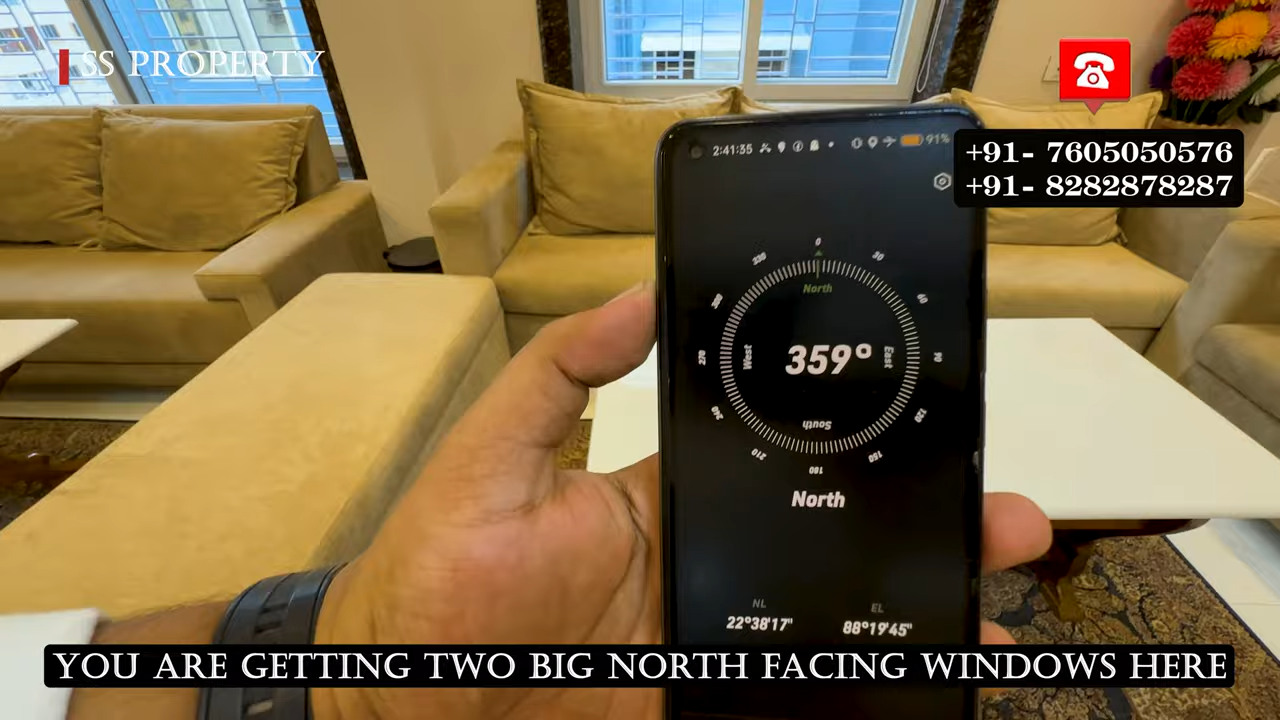 SS PROPERTY
+91- 7605050576
+91- 8282878287
2:41:35
91%
0
30
60
90
120
150
180
210
240
270
300
330
North
West
359°
East
South
North
NL
EL
22°38'17"
88°19'45"
YOU ARE GETTING TWO BIG NORTH FACING WINDOWS HERE